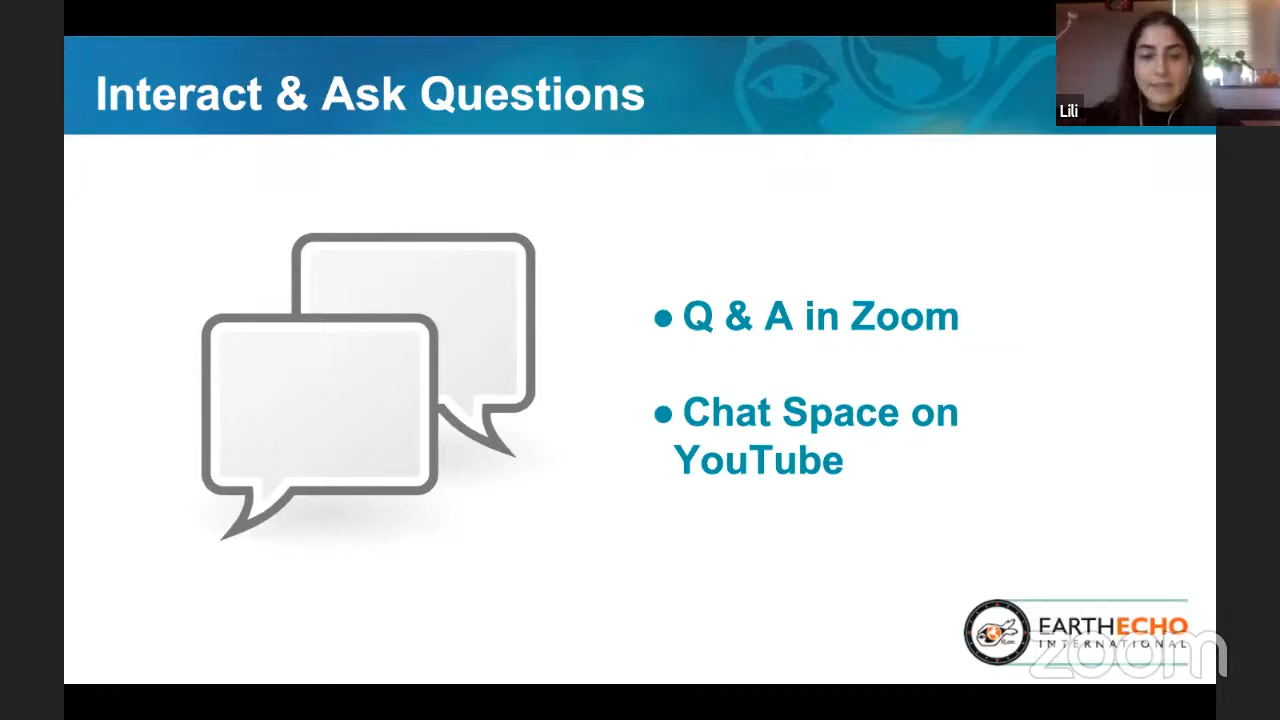 Interact & Ask Questions
Lili
● Q & A in Zoom
● Chat Space on
YouTube
EARTHECHO
INTERNATIONAL
zoom